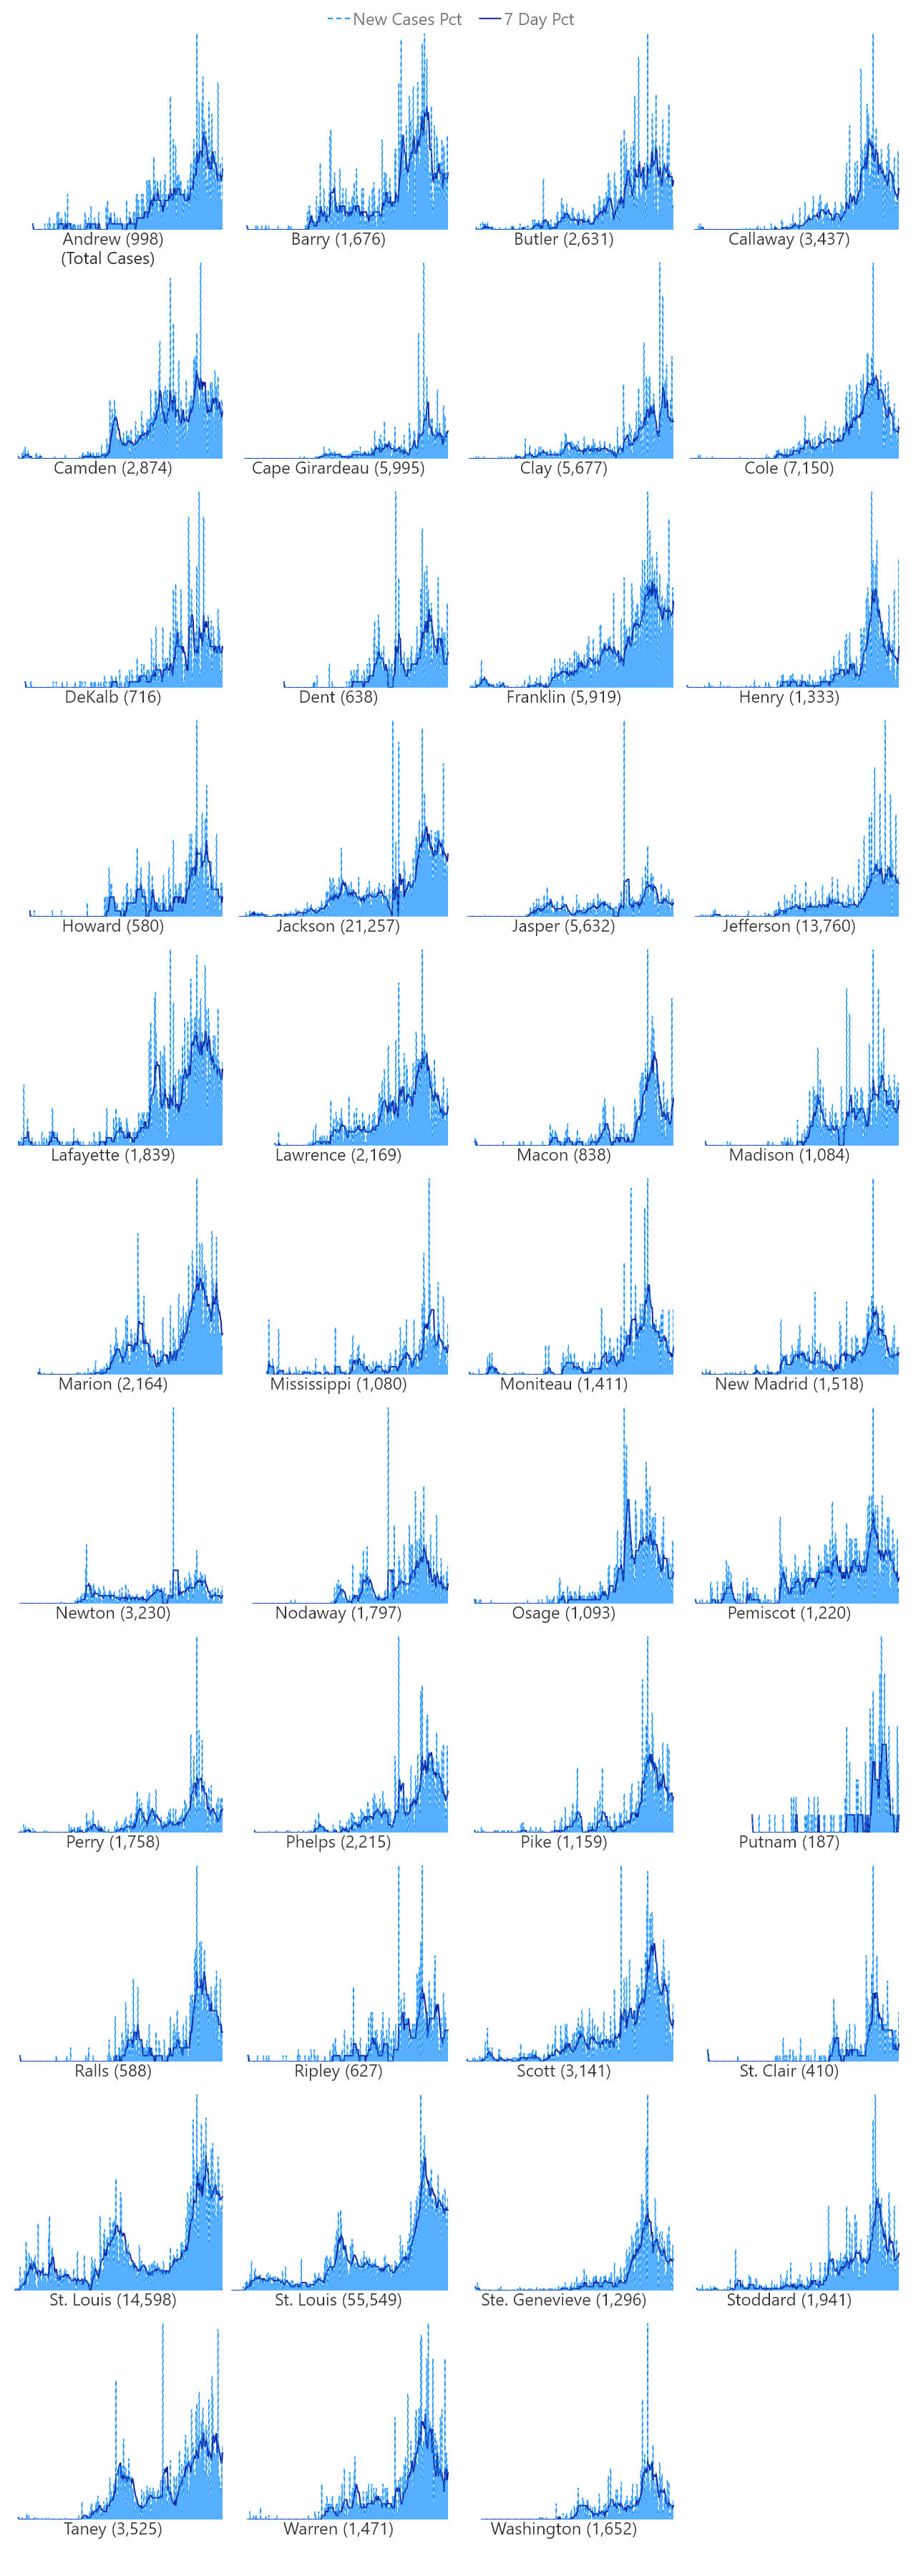 New Cases Pct 7 Day Pct
Andrew (998) Barry (1,676) Butler (2,631) Callaway (3,437)
(Total Cases)
Camden (2,874) Cape Girardeau (5,995) Clay (5,677) Cole (7,150)
DeKalb (716) Dent (638) Franklin (5,919) Henry (1,333)
Howard (580) Jackson (21,257) Jasper (5,632) Jefferson (13,760)
Lafayette (1,839) Lawrence (2,169) Macon (838) Madison (1,084)
Marion (2,164) Mississippi (1,080) Moniteau (1,411) New Madrid (1,518)
Newton (3,230) Nodaway (1,797) Osage (1,093) Pemiscot (1,220)
Perry (1,758) Phelps (2,215) Pike (1,159) Putnam (187)
Ralls (588) Ripley (627) Scott (3,141) St. Clair (410)
St. Louis (14,598) St. Louis (55,549) Ste. Genevieve (1,296) Stoddard (1,941)
Taney (3,525) Warren (1,471) Washington (1,652)